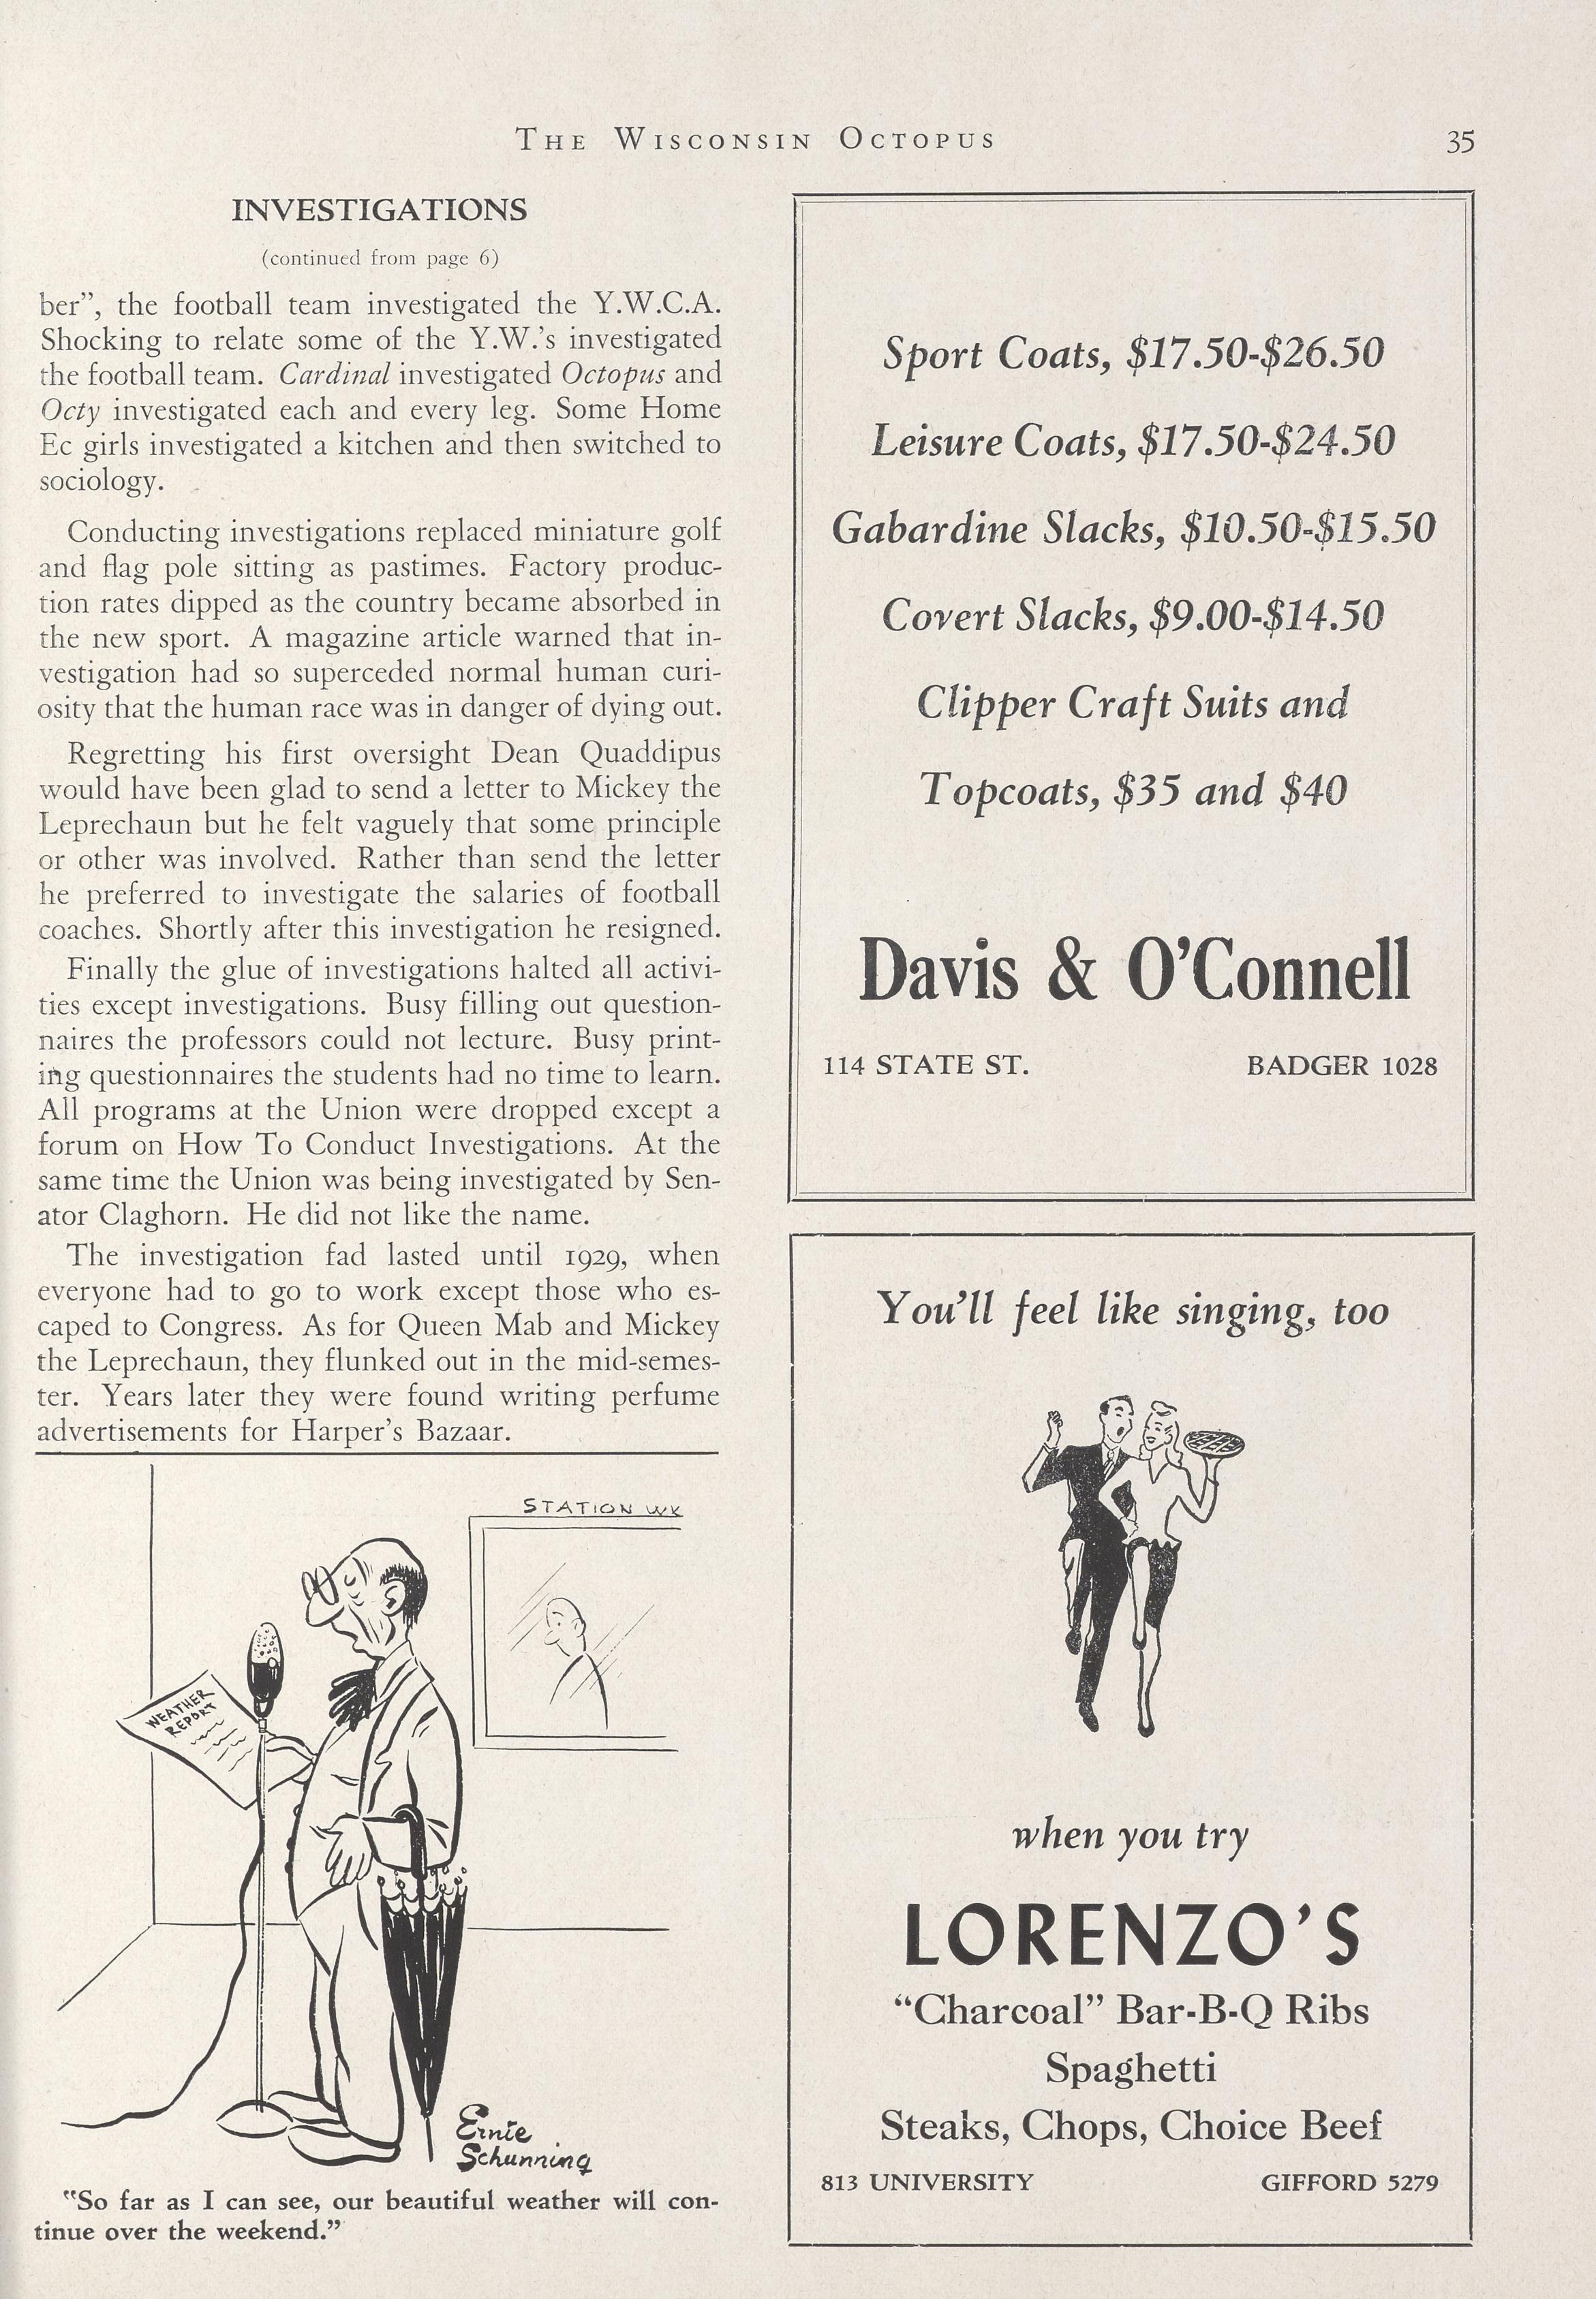 THE WISCONSIN OCTOPUS
35
INVESTIGATIONS
(continued from page 6)
ber”, the football team investigated the Y.W.C.A.
Shocking to relate some of the Y.W.’s investigated
the football team. Cardinal investigated Octopus and
Octy investigated each and every leg. Some Home
Ec girls investigated a kitchen and then switched to
sociology.
Conducting investigations replaced miniature golf
and flag pole sitting as pastimes. Factory produc-
tion rates dipped as the country became absorbed in
the new sport. A magazine article warned that in-
vestigation had so superceded normal human curi-
osity that the human race was in danger of dying out.
Regretting his first oversight Dean Quaddipus
would have been glad to send a letter to Mickey the
Leprechaun but he felt vaguely that some principle
or other was involved. Rather than send the letter
he preferred to investigate the salaries of football
coaches. Shortly after this investigation he resigned.
Finally the glue of investigations halted all activi-
ties except investigations. Busy filling out question-
naires the professors could not lecture. Busy print-
ing questionnaires the students had no time to learn.
All programs at the Union were dropped except a
forum on How To Conduct Investigations. At the
same time the Union was being investigated by Sen-
ator Claghorn. He did not like the name.
The investigation fad lasted until 1929, when
everyone had to go to work except those who es-
caped to Congress. As for Queen Mab and Mickey
the Leprechaun, they flunked out in the mid-semes-
ter. Years later they were found writing perfume
advertisements for Harper’s Bazaar.
STATION WK
WEATHER
REPORT
Ernie
Schunning
“So far as I can see, our beautiful weather will con-
tinue over the weekend.”
Sport Coats, $17.50-$26.50
Leisure Coats, $17.50-$24.50
Gabardine Slacks, $10.50-$15.50
Covert Slacks, $9.00-$14.50
Clipper Craft Suits and
Topcoats, $35 and $40
Davis & O’Connell
114 STATE ST. BADGER 1028
You’ll feel like singing, too
when you try
LORENZO’S
“Charcoal” Bar-B-Q Ribs
Spaghetti
Steaks, Chops, Choice Beef
813 UNIVERSITY GIFFORD 5279